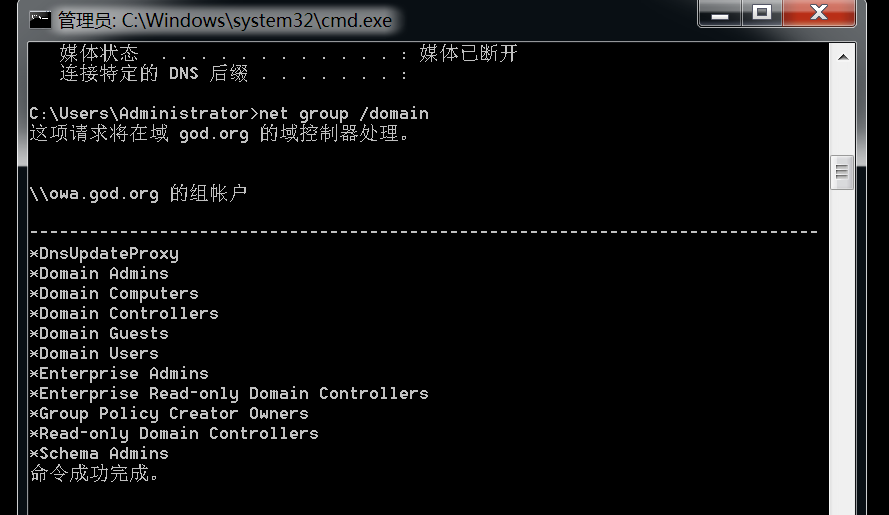 管理员: C:\Windows\system32\cmd.exe
媒体状态  . . . . . . . . . . . . : 媒体已断开
连接特定的 DNS 后缀 . . . . . . . :
C:\Users\Administrator>net group /domain
这项请求将在域 god.org 的域控制器处理。
\\owa.god.org 的组帐户
-------------------------------------------------------------------------------
*DnsUpdateProxy
*Domain Admins
*Domain Computers
*Domain Controllers
*Domain Guests
*Domain Users
*Enterprise Admins
*Enterprise Read-only Domain Controllers
*Group Policy Creator Owners
*Read-only Domain Controllers
*Schema Admins
命令成功完成。